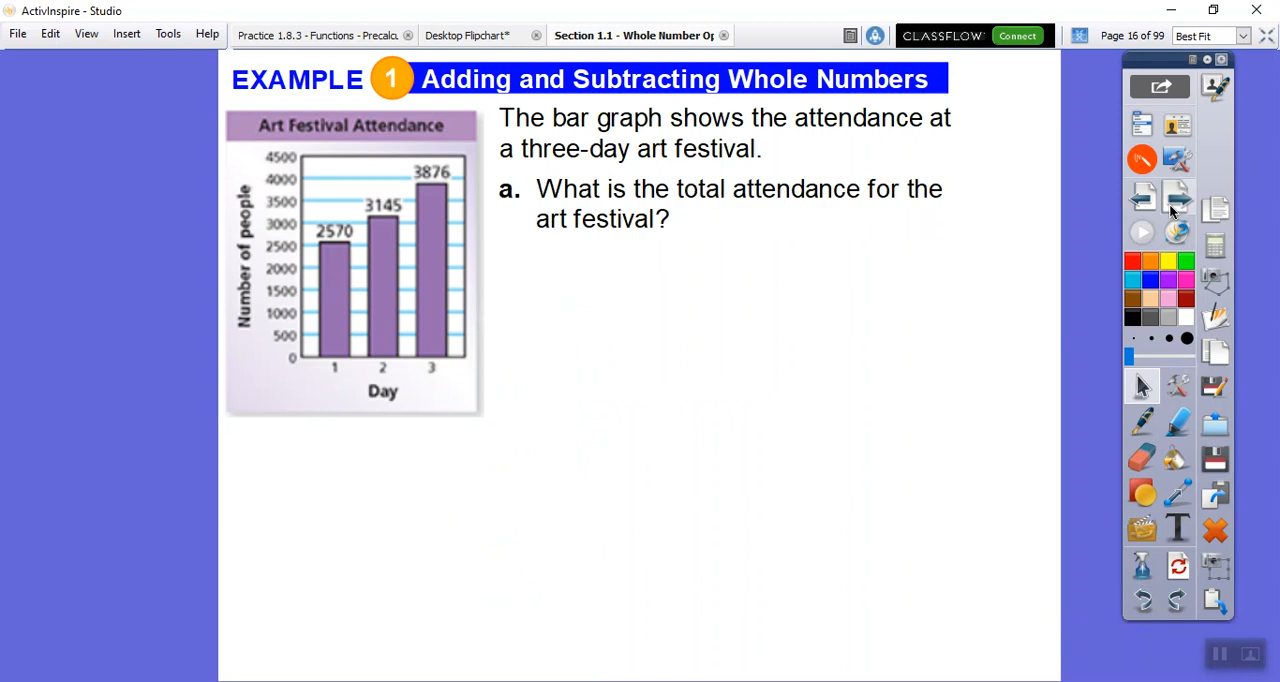 ActivInspire - Studio
File Edit View Insert Tools Help
Practice 1.8.3 - Functions - Precalc
Desktop Flipchart*
Section 1.1 - Whole Number Op
CLASSFLOW Connect
Page 16 of 99
Best Fit
EXAMPLE 1 Adding and Subtracting Whole Numbers
Art Festival Attendance
Number of people
4500
4000
3500
3000
2500
2000
1500
1000
500
0
2570
3145
3876
1 2 3
Day
The bar graph shows the attendance at
a three-day art festival.
a. What is the total attendance for the
art festival?
T